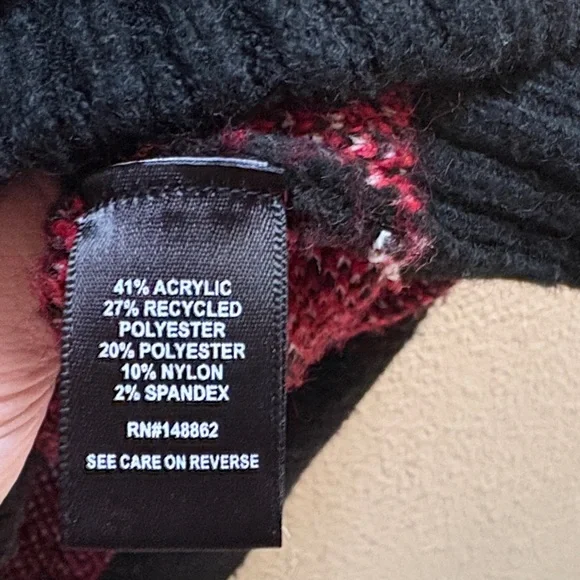 41% ACRYLIC
27% RECYCLED
POLYESTER
20% POLYESTER
10% NYLON
2% SPANDEX
RN#148862
SEE CARE ON REVERSE